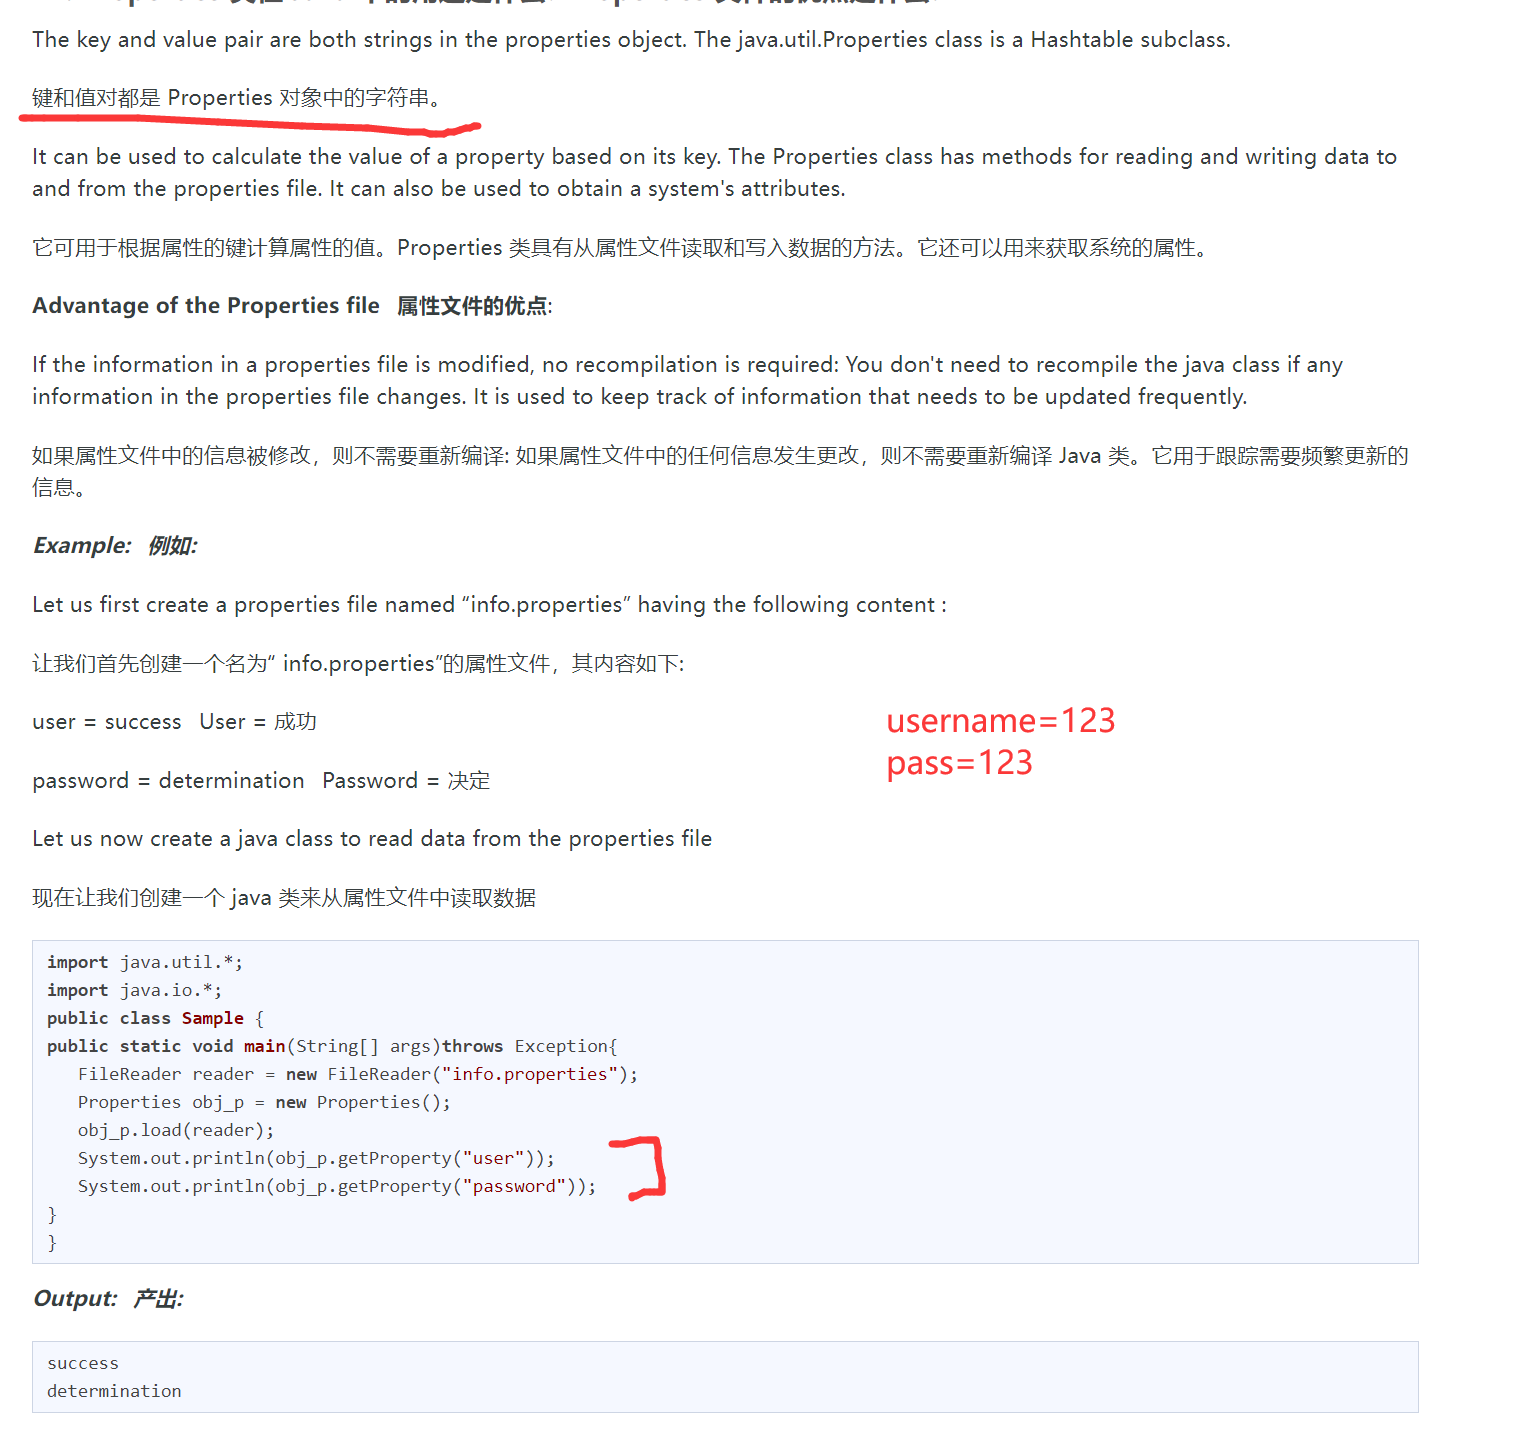 The key and value pair are both strings in the properties object. The java.util.Properties class is a Hashtable subclass.
键和值对都是 Properties 对象中的字符串。
It can be used to calculate the value of a property based on its key. The Properties class has methods for reading and writing data to
and from the properties file. It can also be used to obtain a system's attributes.
它可用于根据属性的键计算属性的值。Properties 类具有从属性文件读取和写入数据的方法。它还可以用来获取系统的属性。
Advantage of the Properties file 属性文件的优点:
If the information in a properties file is modified, no recompilation is required: You don't need to recompile the java class if any
information in the properties file changes. It is used to keep track of information that needs to be updated frequently.
如果属性文件中的信息被修改，则不需要重新编译: 如果属性文件中的任何信息发生更改，则不需要重新编译 Java 类。它用于跟踪需要频繁更新的
信息。
Example: 例如:
Let us first create a properties file named “info.properties” having the following content :
让我们首先创建一个名为“ info.properties”的属性文件，其内容如下:
user = success User = 成功
username=123
pass=123
password = determination Password = 决定
Let us now create a java class to read data from the properties file
现在让我们创建一个 java 类来从属性文件中读取数据
import java.util.*;
import java.io.*;
public class Sample {
public static void main(String[] args)throws Exception{
   FileReader reader = new FileReader("info.properties");
   Properties obj_p = new Properties();
   obj_p.load(reader);
   System.out.println(obj_p.getProperty("user"));
   System.out.println(obj_p.getProperty("password"));
}
}
Output: 产出:
success
determination